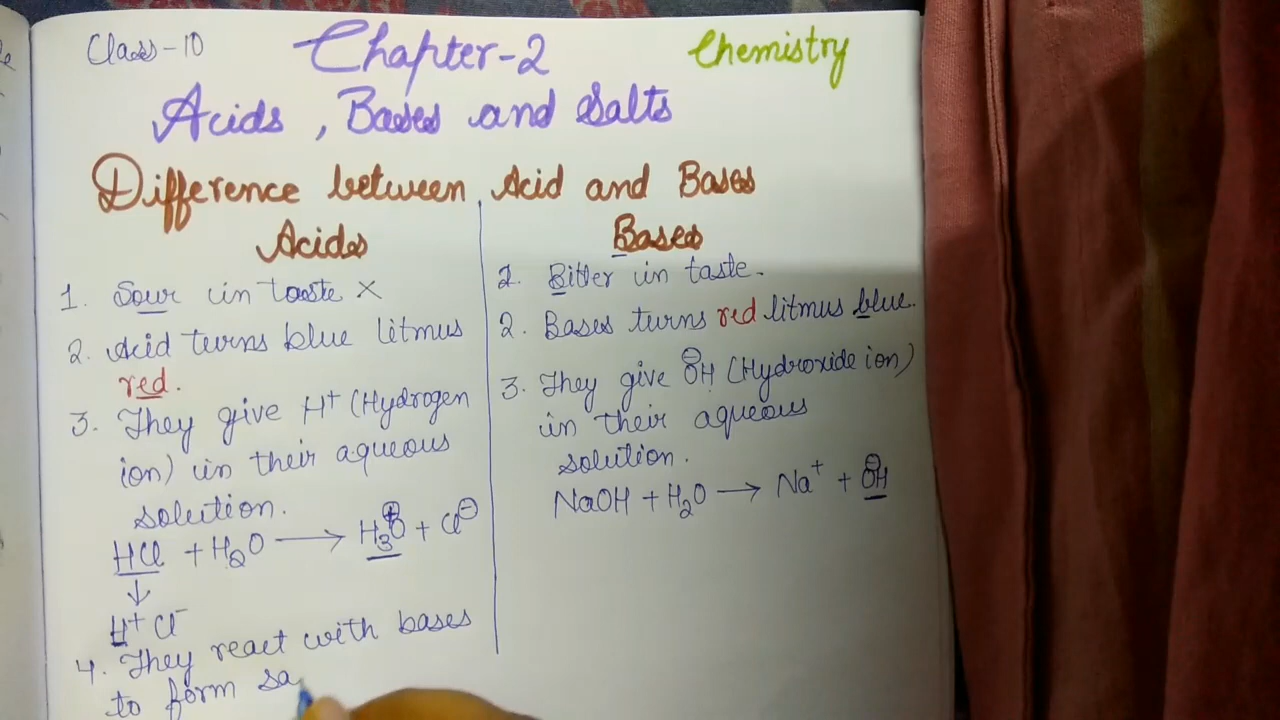 Class-10 Chapter-2 Chemistry
Acids, Bases and Salts
Difference between Acid and Bases
Acids
1. Sour in taste ×
2. Acid turns blue litmus
red.
3. They give H⁺ (Hydrogen
ion) in their aqueous
solution.
HCl + H₂O → H₃O⊕ + Cl⊖
↓
H⁺ Cl⁻
4. They react with bases
to form sa
Bases
1. Bitter in taste.
2. Bases turns red litmus blue.
3. They give ⊖OH (Hydroxide ion)
in their aqueous
solution.
NaOH + H₂O → Na⁺ + ⊖OH